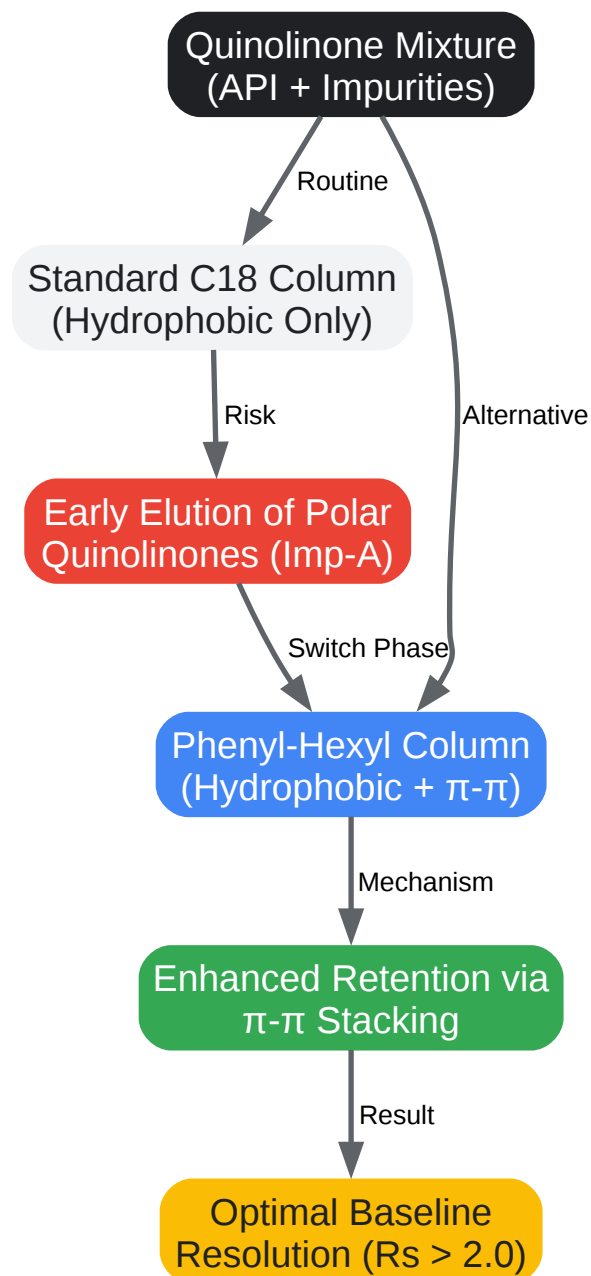 Quinolinone Mixture
(API + Impurities)
Routine
Standard C18 Column
(Hydrophobic Only)
Risk
Alternative
Early Elution of Polar
Quinolinones (Imp-A)
Switch Phase
Phenyl-Hexyl Column
(Hydrophobic + π-π)
Mechanism
Enhanced Retention via
π-π Stacking
Result
Optimal Baseline
Resolution (Rs > 2.0)